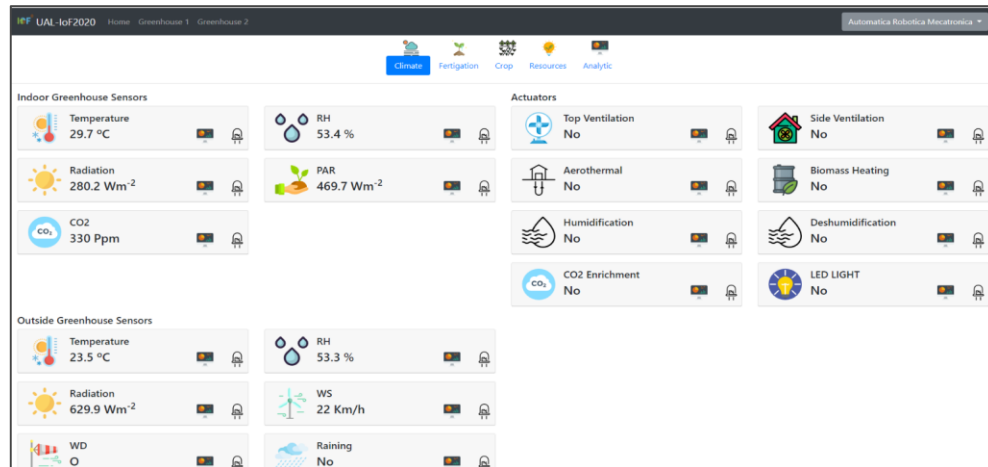 IoF UAL-IoF2020 Home Greenhouse 1 Greenhouse 2 Automatica Robotica Mecatronica
Climate Fertigation Crop Resources Analytic
Indoor Greenhouse Sensors
Temperature
29.7 ºC
RH
53.4 %
Radiation
280.2 Wm-2
PAR
469.7 Wm-2
CO2
CO2
330 Ppm
Actuators
Top Ventilation
No
Side Ventilation
No
Aerothermal
No
Biomass Heating
No
Humidification
No
Deshumidification
No
CO2
CO2 Enrichment
No
LED LIGHT
No
Outside Greenhouse Sensors
Temperature
23.5 ºC
RH
53.3 %
Radiation
629.9 Wm-2
WS
22 Km/h
WD
O
Raining
No